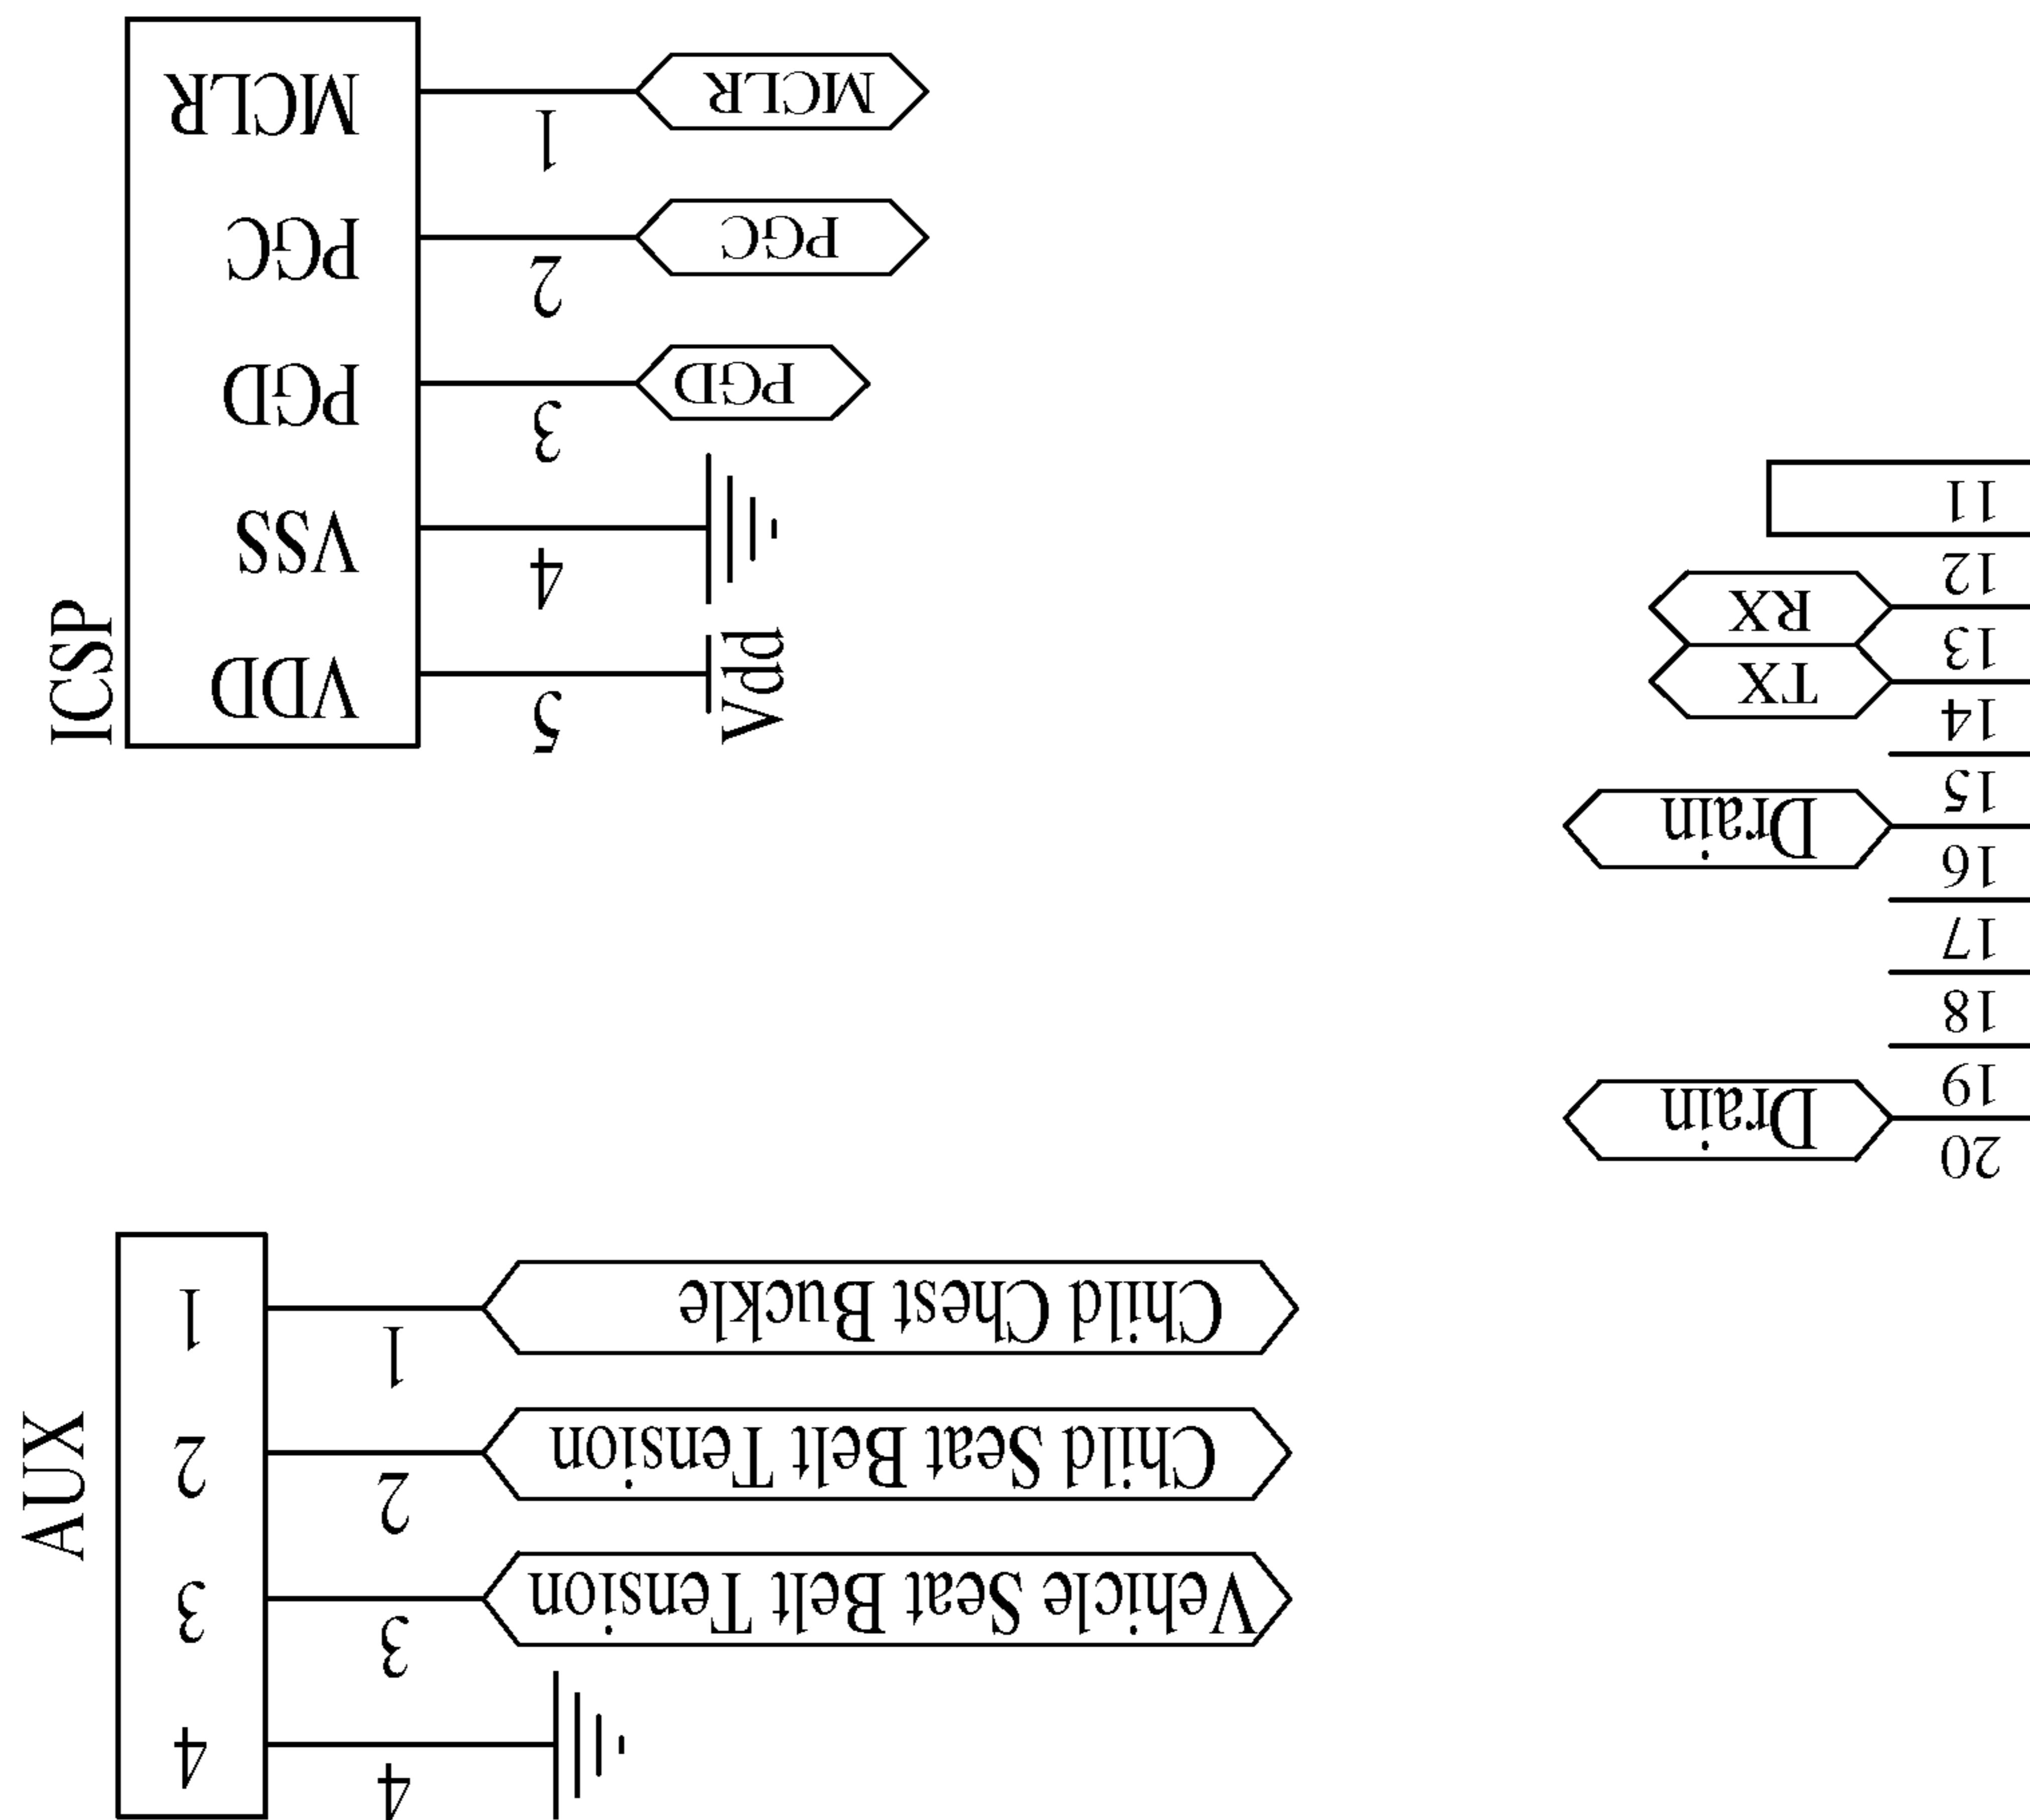 ICSP
MCLR 1 MCLR
PGC 2 PGC
PGD 3 PGD
VSS 4
VDD 5 Vdd
11
12
RX
13
TX
14
15
Drain
16
17
18
19
Drain
20
AUX
1 1 Child Chest Buckle
2 2 Child Seat Belt Tension
3 3 Vehicle Seat Belt Tension
4 4